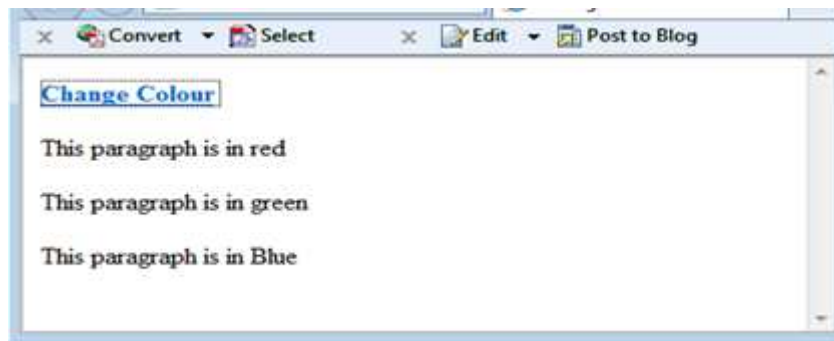 x Convert Select x Edit Post to Blog
Change Colour
This paragraph is in red
This paragraph is in green
This paragraph is in Blue